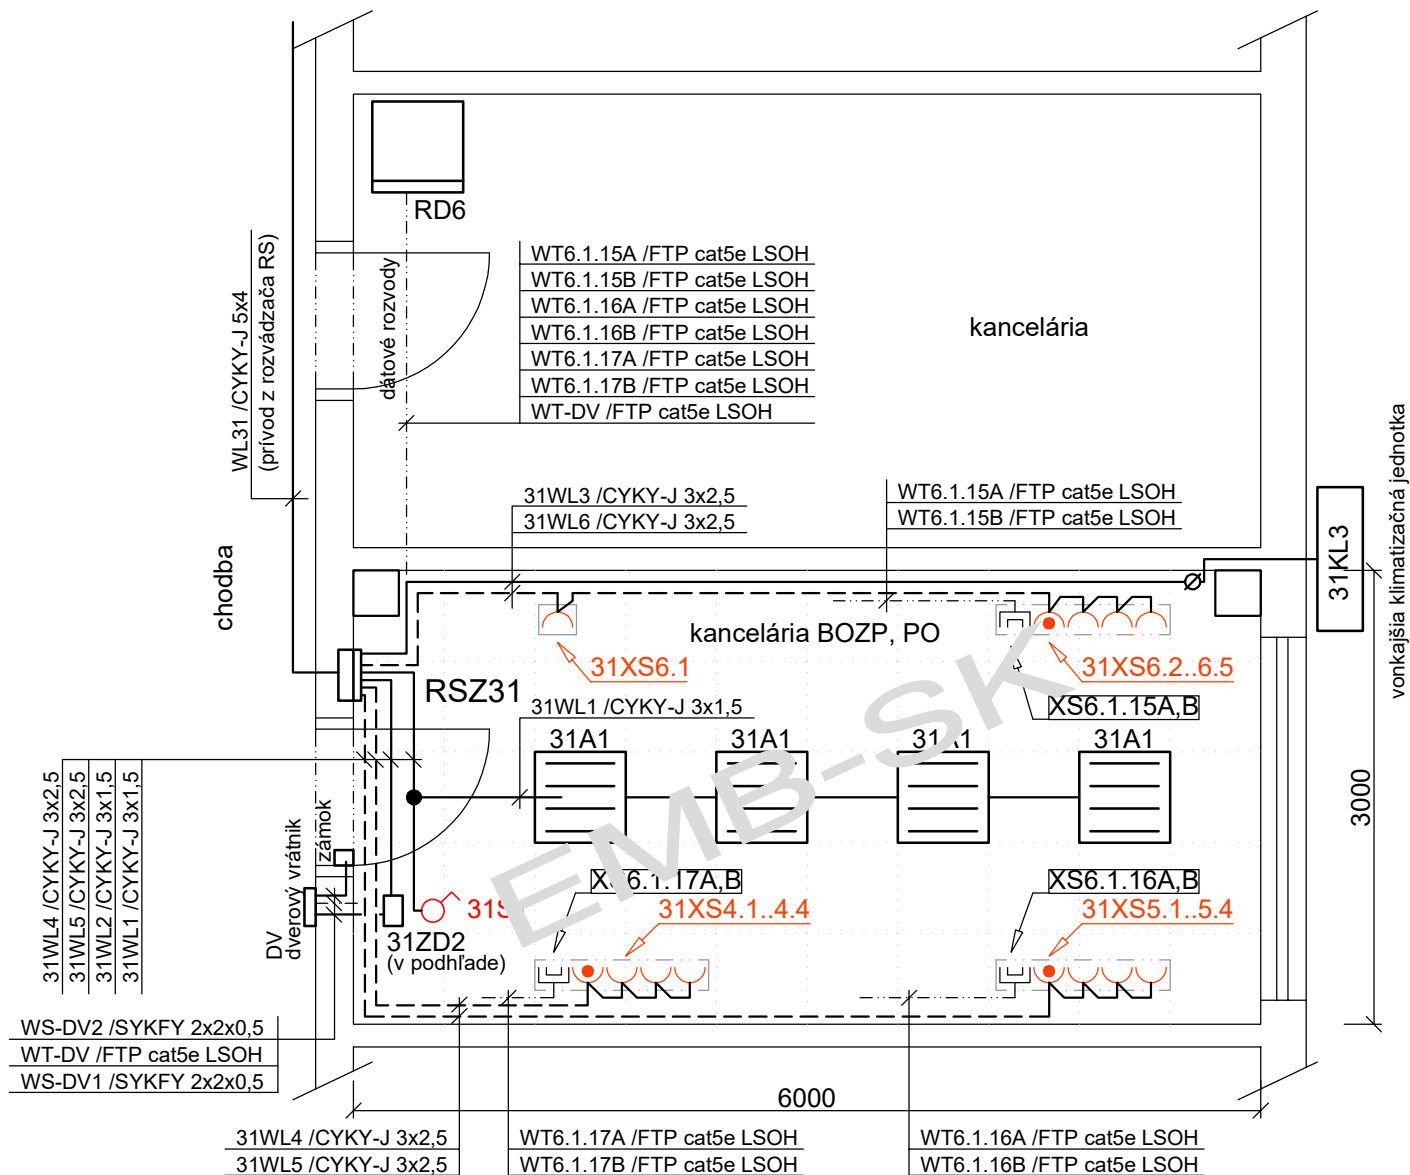 RD6
WL31 /CYKY-J 5x4
(prívod z rozvádzača RS)
dátové rozvody
WT6.1.15A /FTP cat5e LSOH
WT6.1.15B /FTP cat5e LSOH
WT6.1.16A /FTP cat5e LSOH
WT6.1.16B /FTP cat5e LSOH
WT6.1.17A /FTP cat5e LSOH
WT6.1.17B /FTP cat5e LSOH
WT-DV /FTP cat5e LSOH
kancelária
chodba
31WL3 /CYKY-J 3x2,5
31WL6 /CYKY-J 3x2,5
WT6.1.15A /FTP cat5e LSOH
WT6.1.15B /FTP cat5e LSOH
31KL3
vonkajšia klimatizačná jednotka
kancelária BOZP, PO
31XS6.1
31XS6.2..6.5
RSZ31
XS6.1.15A,B
31WL1 /CYKY-J 3x1,5
31A1
31A1
31A1
31A1
EMB-SK
3000
31WL4 /CYKY-J 3x2,5
31WL5 /CYKY-J 3x2,5
31WL2 /CYKY-J 3x1,5
31WL1 /CYKY-J 3x1,5
zámok
DV
dverový vrátnik
31ZD2
(v podhľade)
XS6.1.17A,B
31XS4.1..4.4
XS6.1.16A,B
31XS5.1..5.4
WS-DV2 /SYKFY 2x2x0,5
WT-DV /FTP cat5e LSOH
WS-DV1 /SYKFY 2x2x0,5
6000
31WL4 /CYKY-J 3x2,5
31WL5 /CYKY-J 3x2,5
WT6.1.17A /FTP cat5e LSOH
WT6.1.17B /FTP cat5e LSOH
WT6.1.16A /FTP cat5e LSOH
WT6.1.16B /FTP cat5e LSOH